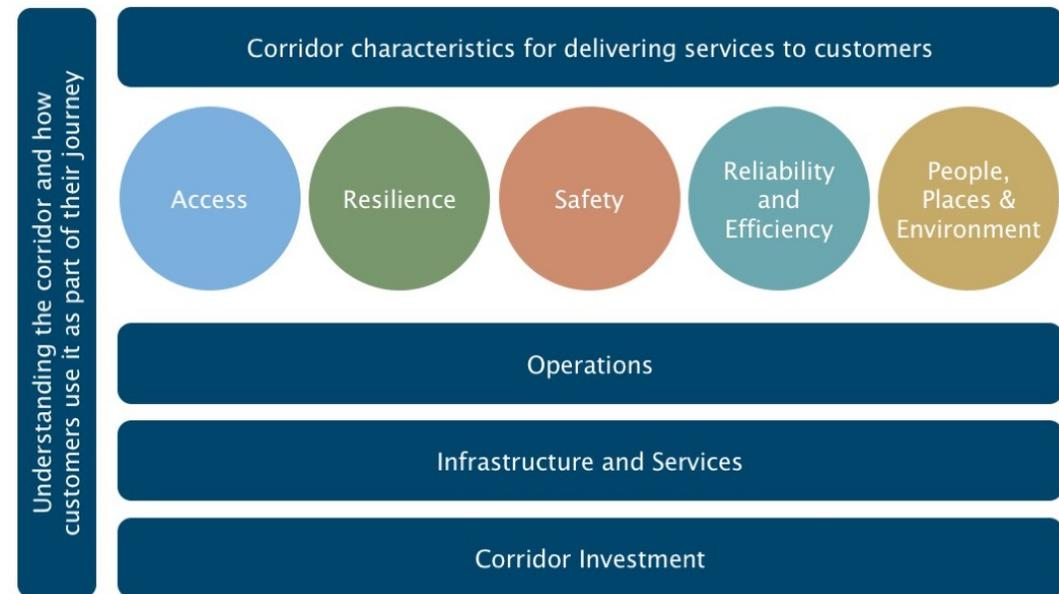 Understanding the corridor and how
customers use it as part of their journey
Corridor characteristics for delivering services to customers
Access
Resilience
Safety
Reliability
and
Efficiency
People,
Places &
Environment
Operations
Infrastructure and Services
Corridor Investment